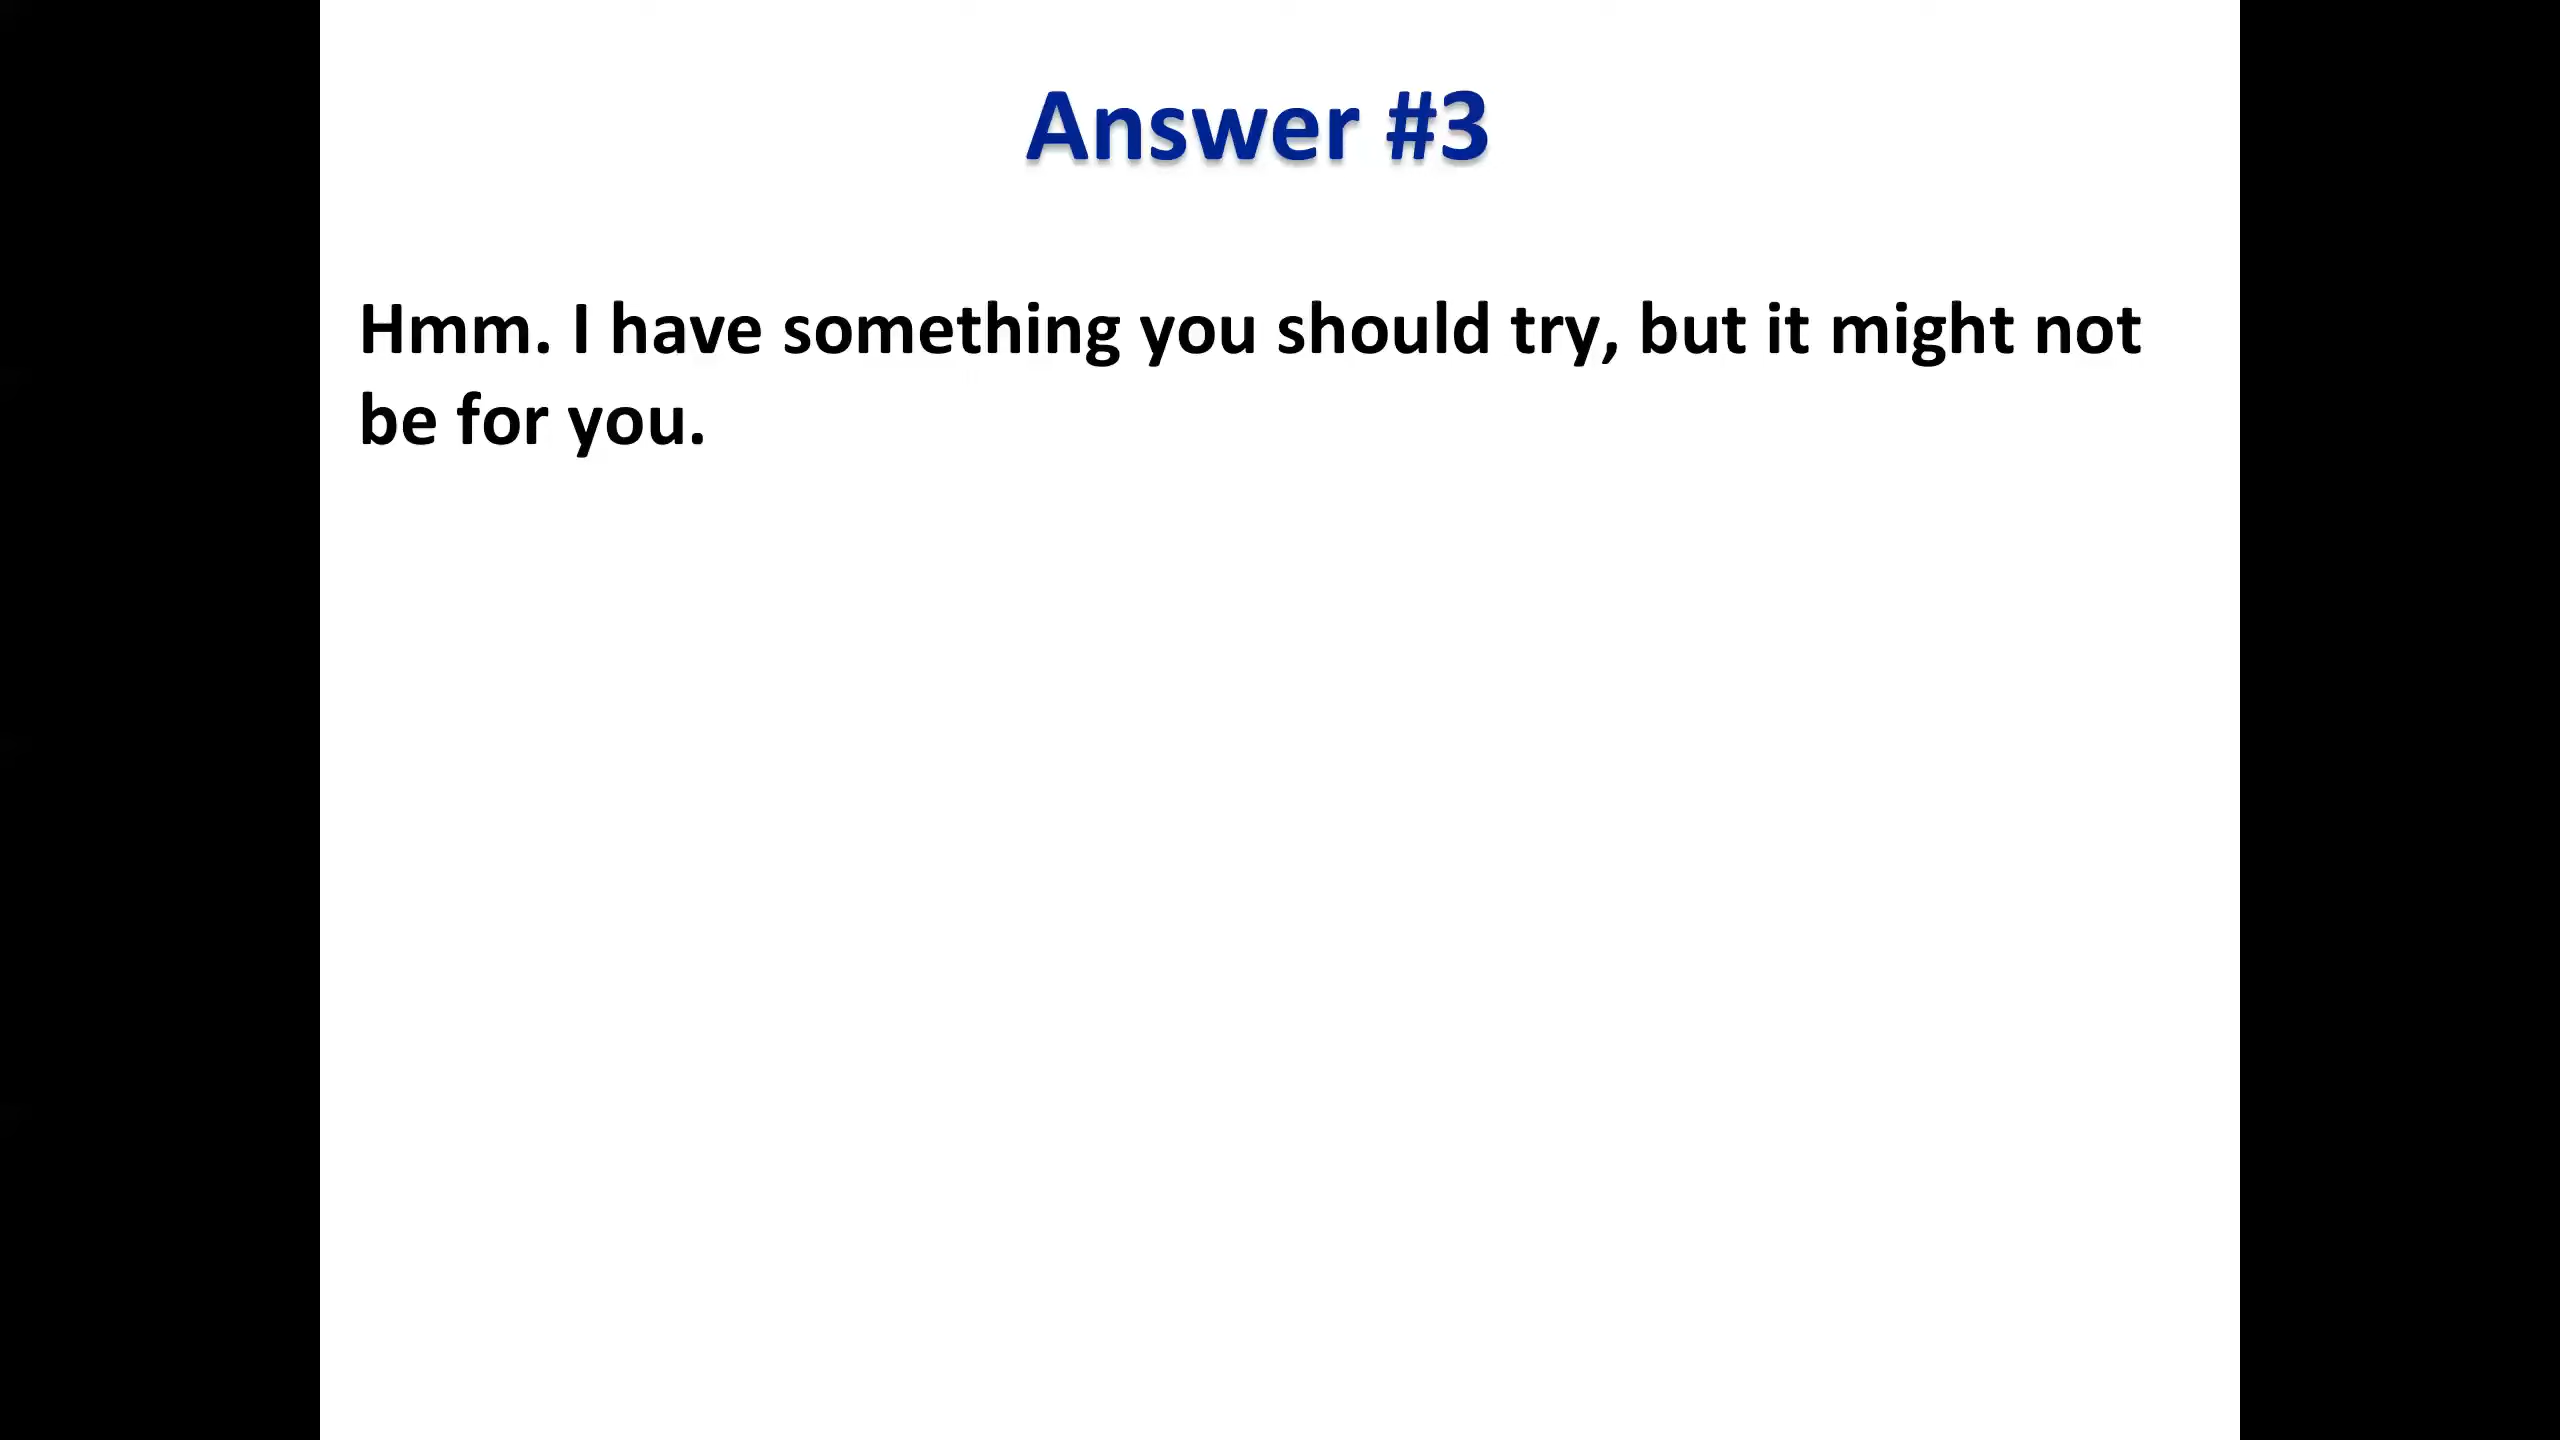 Answer #3
Hmm. I have something you should try, but it might not
be for you.